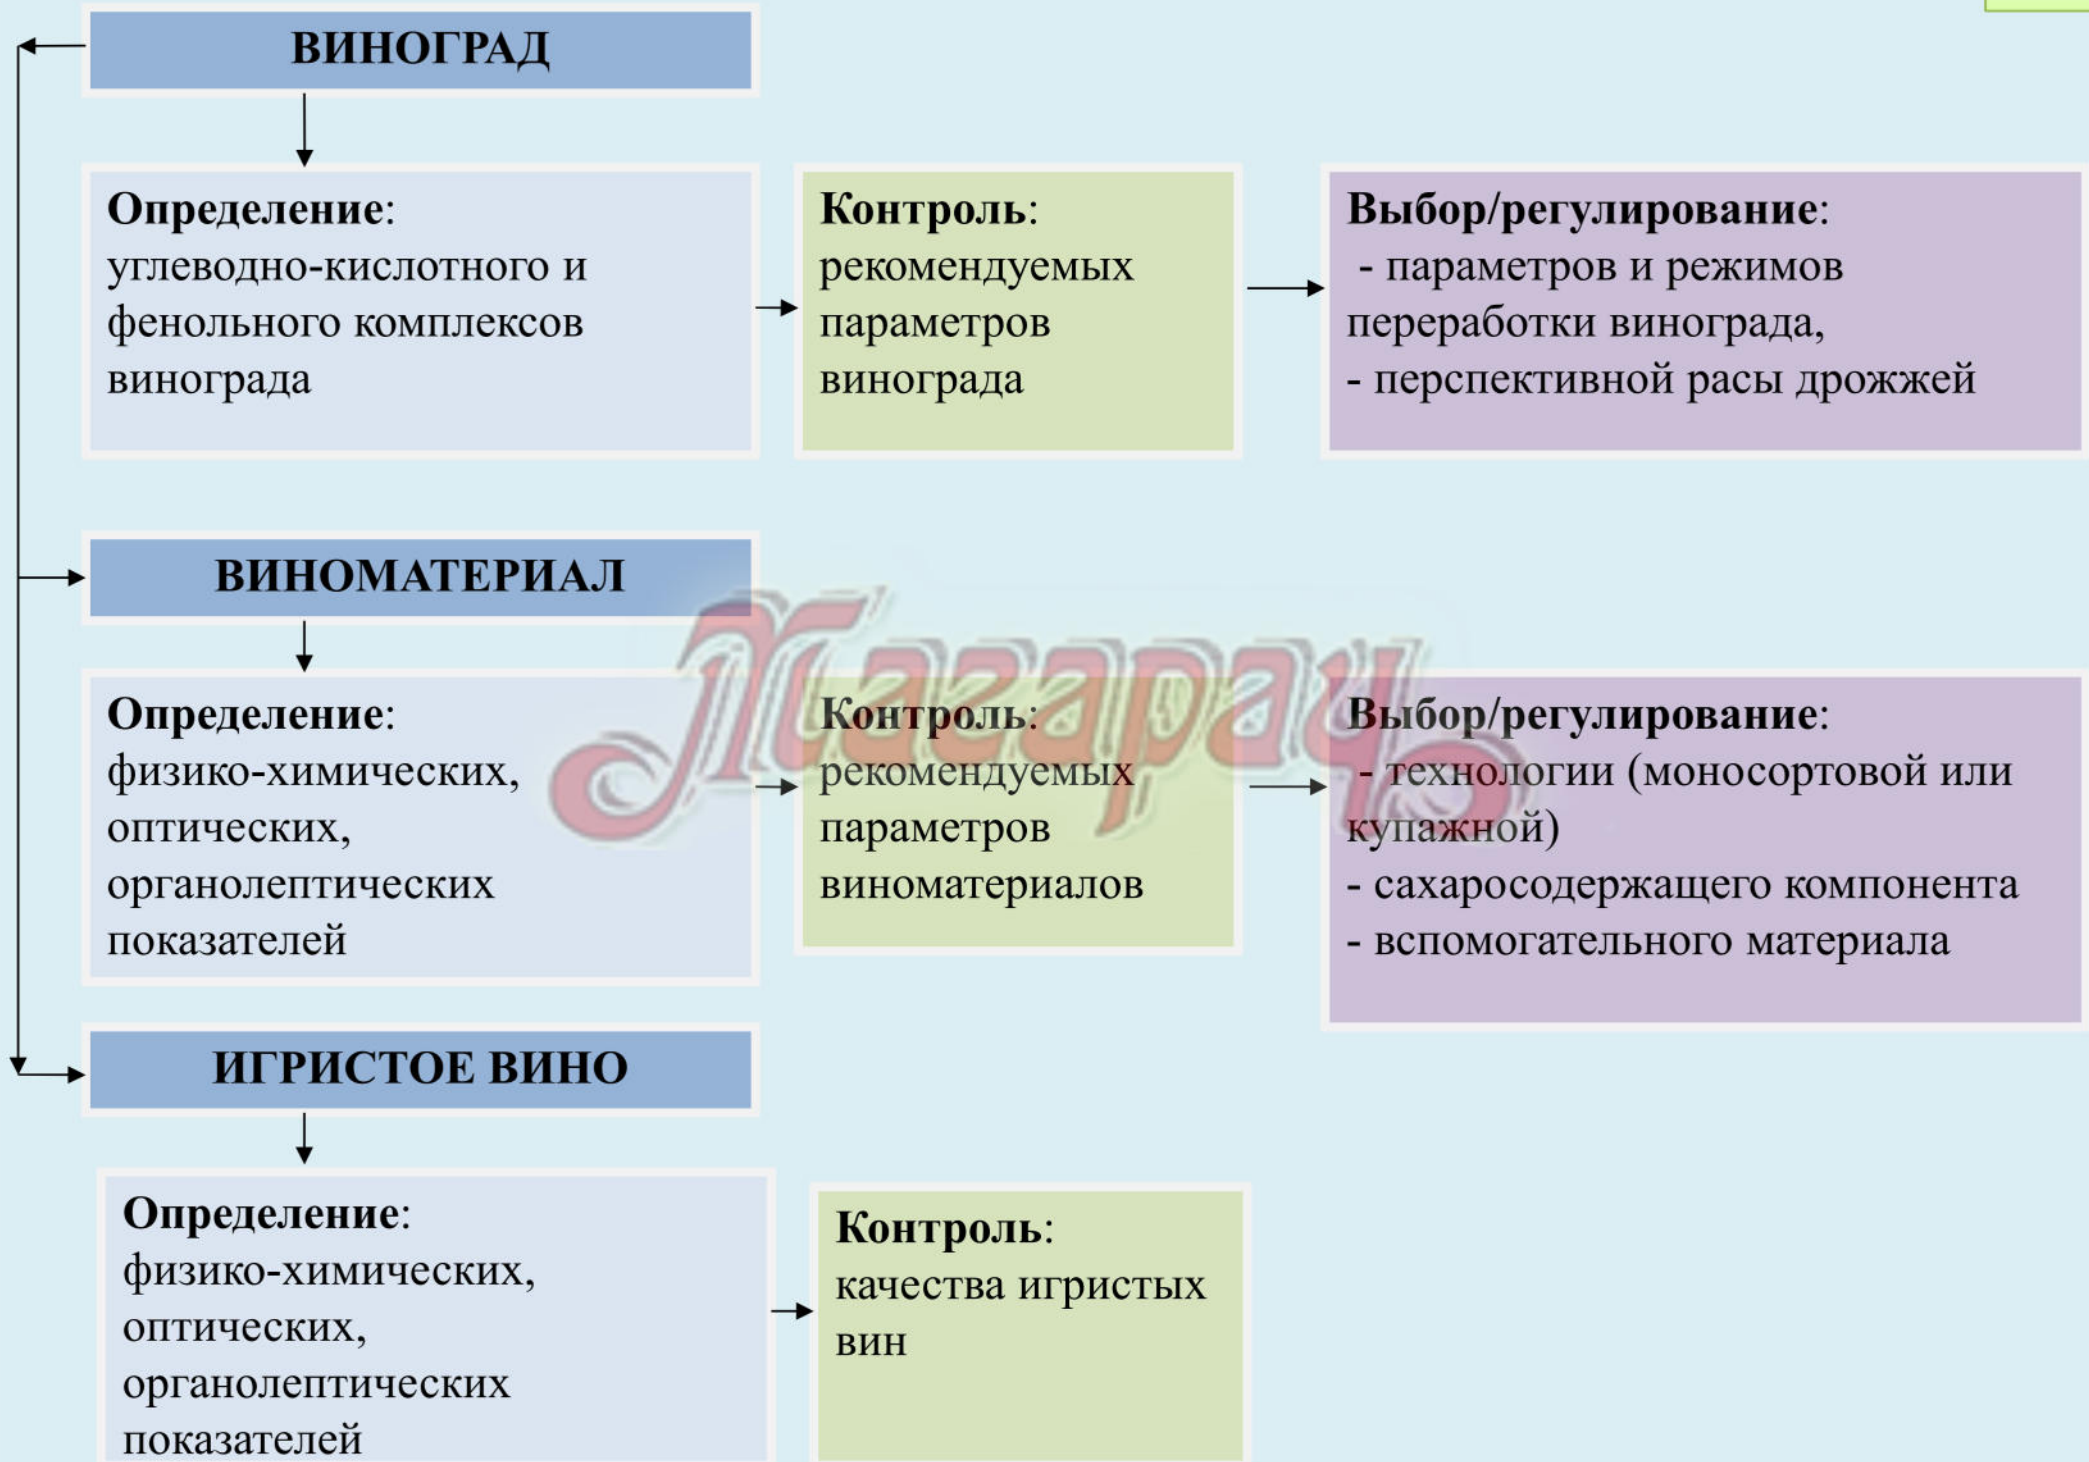 ВИНОГРАД
Определение:
углеводно-кислотного и
фенольного комплексов
винограда
Контроль:
рекомендуемых
параметров
винограда
Выбор/регулирование:
- параметров и режимов
переработки винограда,
- перспективной расы дрожжей
ВИНОМАТЕРИАЛ
Определение:
физико-химических,
оптических,
органолептических
показателей
Контроль:
рекомендуемых
параметров
виноматериалов
Выбор/регулирование:
- технологии (моносортовой или
купажной)
- сахаросодержащего компонента
- вспомогательного материала
Магарачъ
ИГРИСТОЕ ВИНО
Определение:
физико-химических,
оптических,
органолептических
показателей
Контроль:
качества игристых
вин